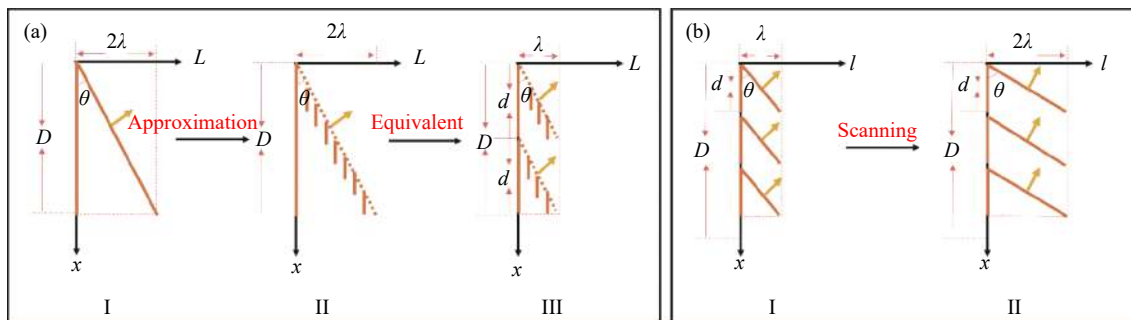 (a)
2λ
L
θ
D
x
I
Approximation
2λ
L
θ
D
x
II
Equivalent
λ
L
θ
d
D
d
x
III
(b)
λ
l
d
θ
D
x
I
Scanning
2λ
l
d
θ
D
x
II